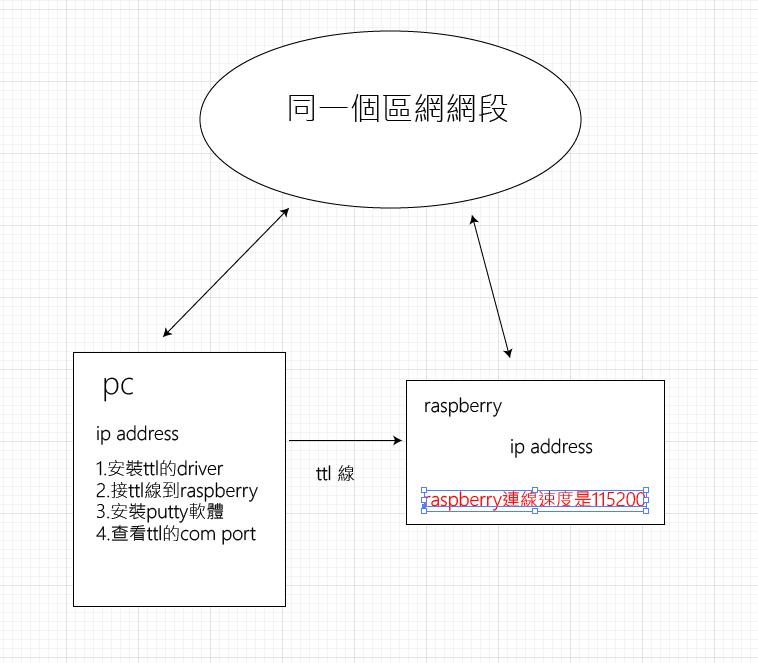 同一個區網網段
pc
ip address
1.安裝ttl的driver
2.接ttl線到raspberry
3.安裝putty軟體
4.查看ttl的com port
ttl 線
raspberry
ip address
raspberry連線速度是115200